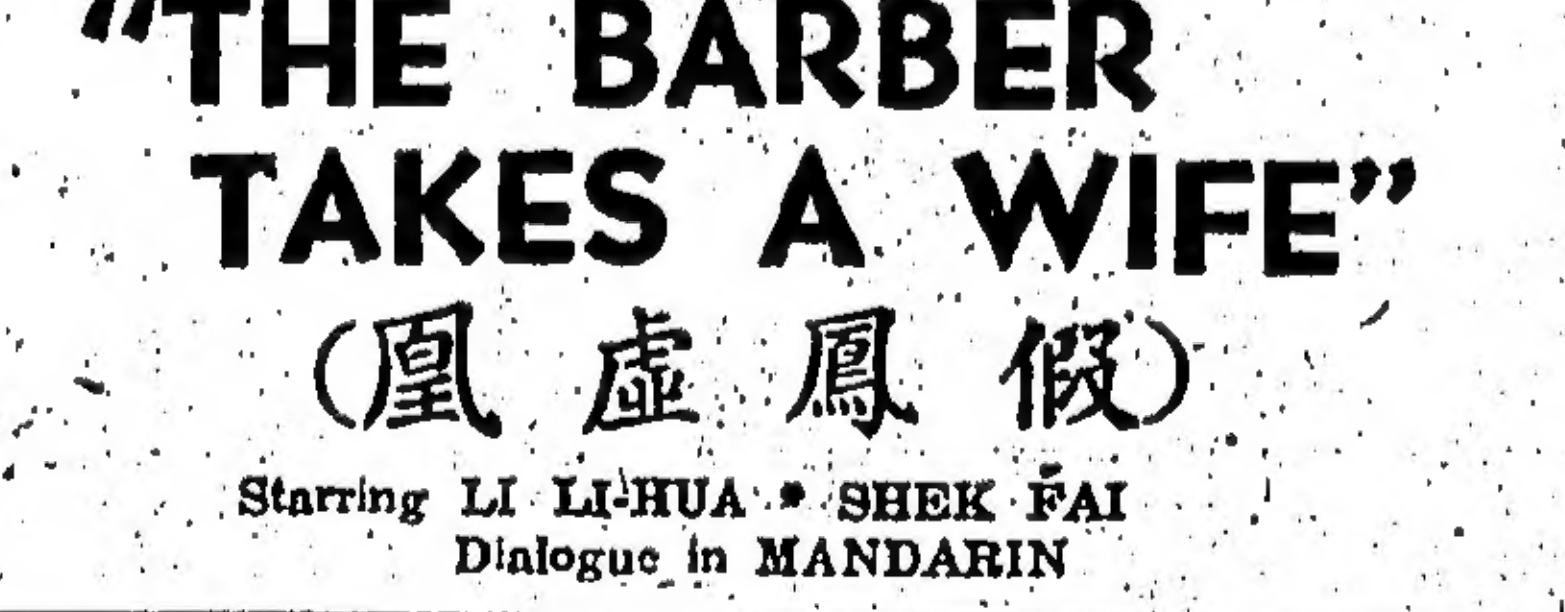 "THE BARBER
TAKES A WIFE"
(假鳳虛凰)
Starring LI LI-HUA • SHEK FAI
Dialogue in MANDARIN